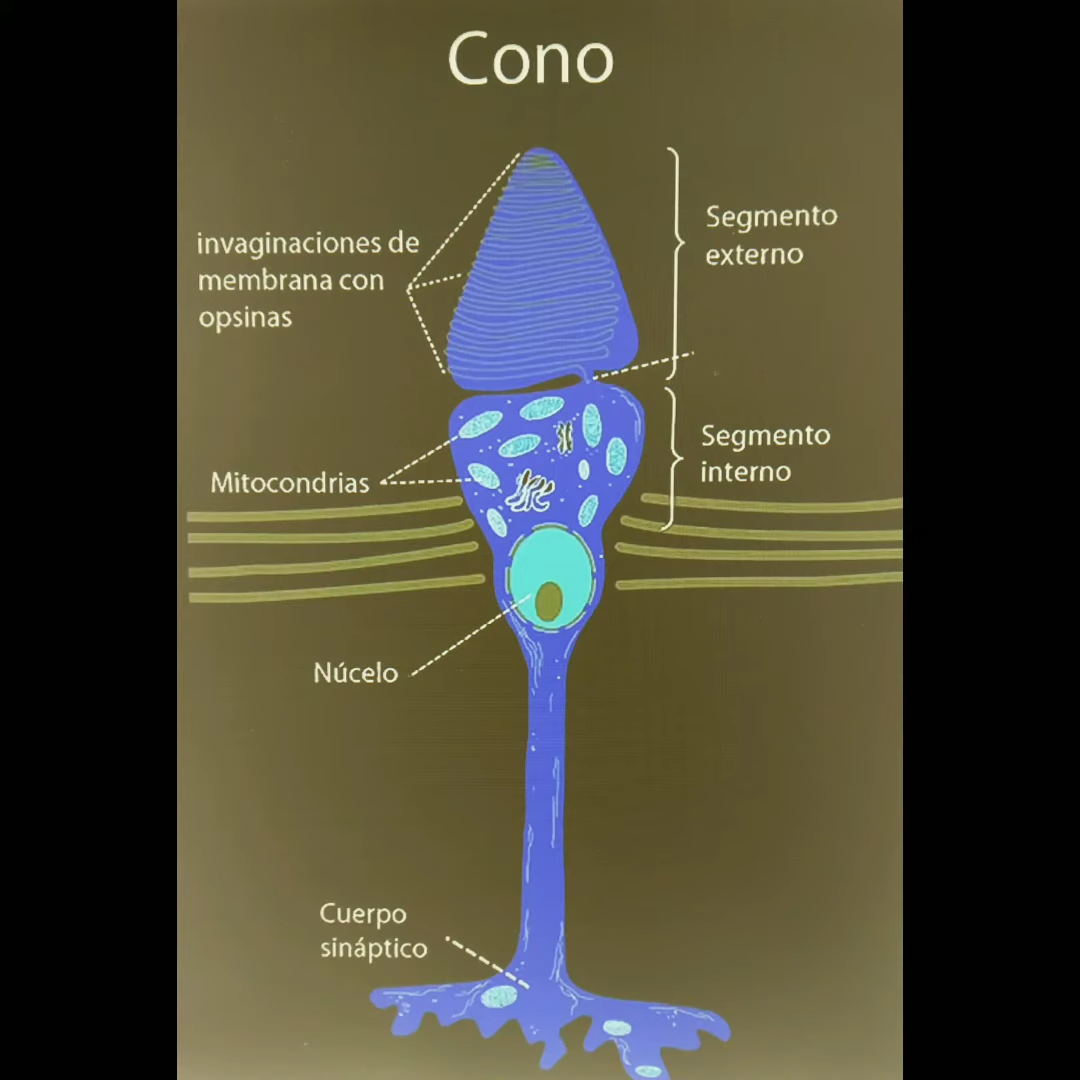 Cono
invaginaciones de
membrana con
opsinas
Segmento
externo
Segmento
interno
Mitocondrias
Núcelo
Cuerpo
sináptico